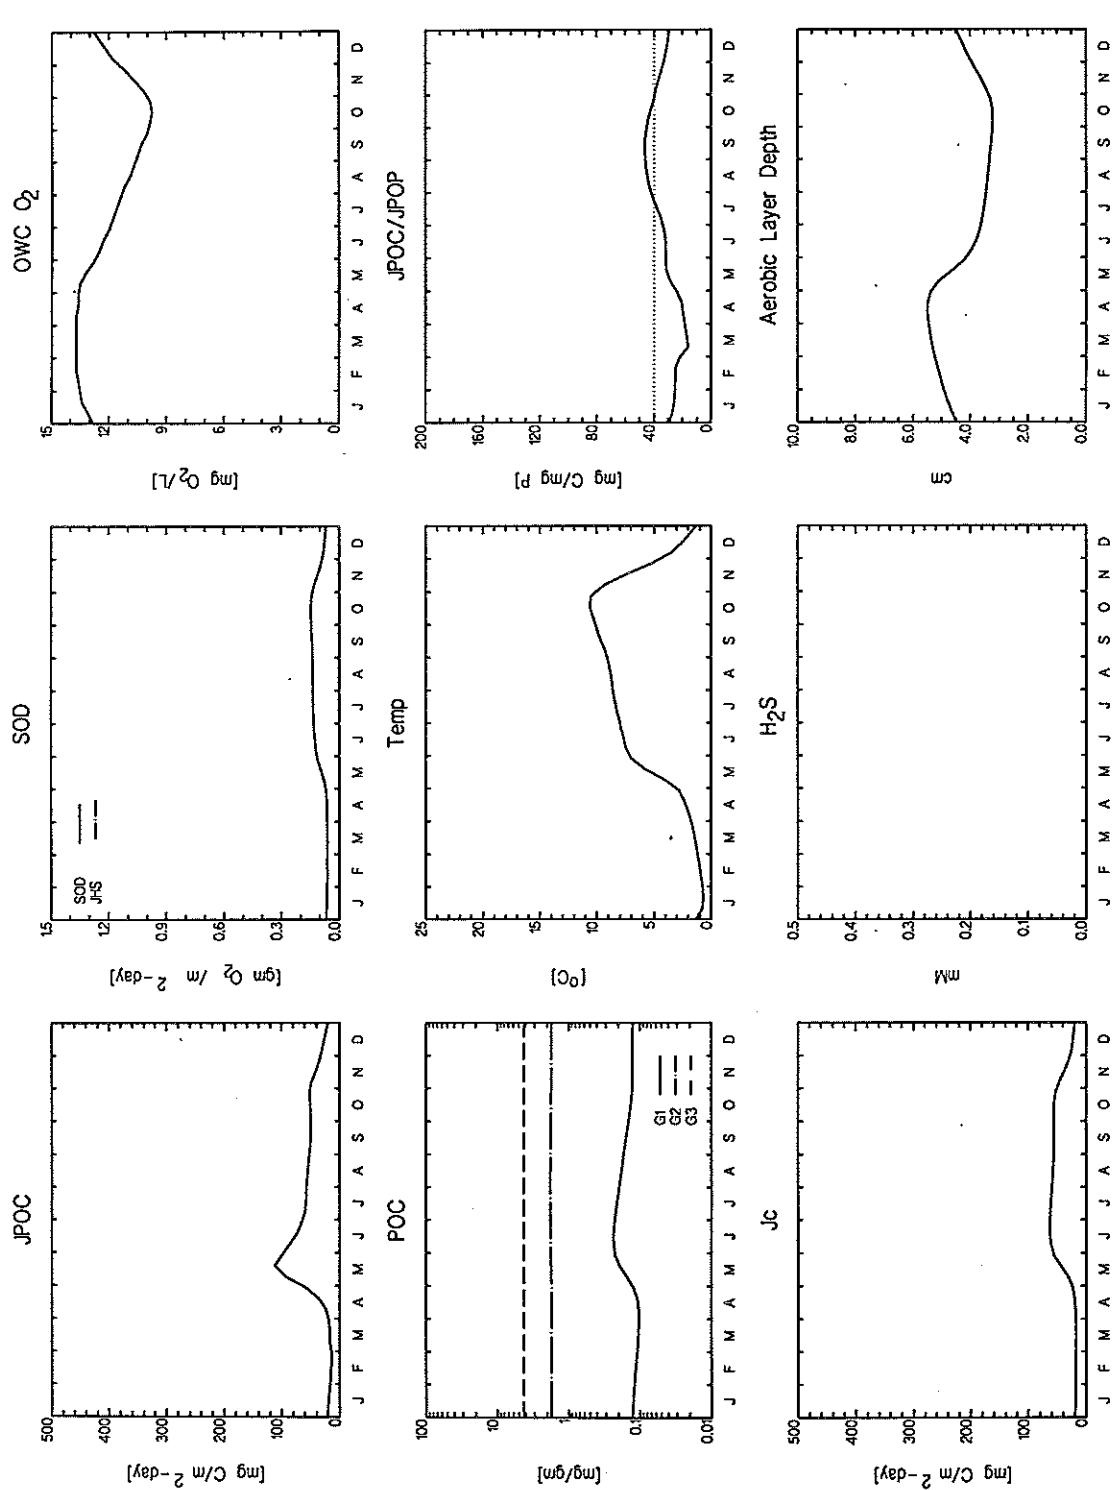 JPOC
[mg C/m 2-day]
500
400
300
200
100
0
J F M A M J J A S O N D
SOD
[gm O2 /m 2-day]
1.5
1.2
0.9
0.6
0.3
0.0
SOD
JHS
J F M A M J J A S O N D
OWC O2
[mg O2/L]
15
12
9
6
3
0
J F M A M J J A S O N D
POC
[mg/gm]
100
10
1
0.1
0.01
G1
G2
G3
J F M A M J J A S O N D
Temp
[oC]
25
20
15
10
5
0
J F M A M J J A S O N D
JPOC/JPOP
[mg C/mg P]
200
160
120
80
40
0
J F M A M J J A S O N D
Jc
[mg C/m 2-day]
500
400
300
200
100
0
J F M A M J J A S O N D
H2S
mM
0.5
0.4
0.3
0.2
0.1
0.0
J F M A M J J A S O N D
Aerobic Layer Depth
cm
10.0
8.0
6.0
4.0
2.0
0.0
J F M A M J J A S O N D